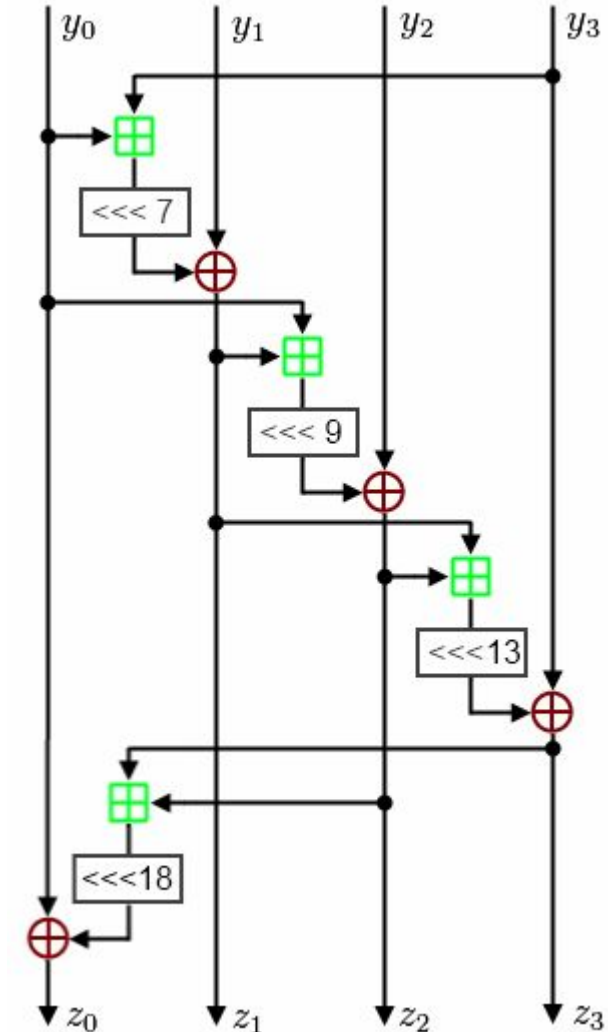 y₀ y₁ y₂ y₃
<<< 7
<<< 9
<<<13
<<<18
z₀ z₁ z₂ z₃